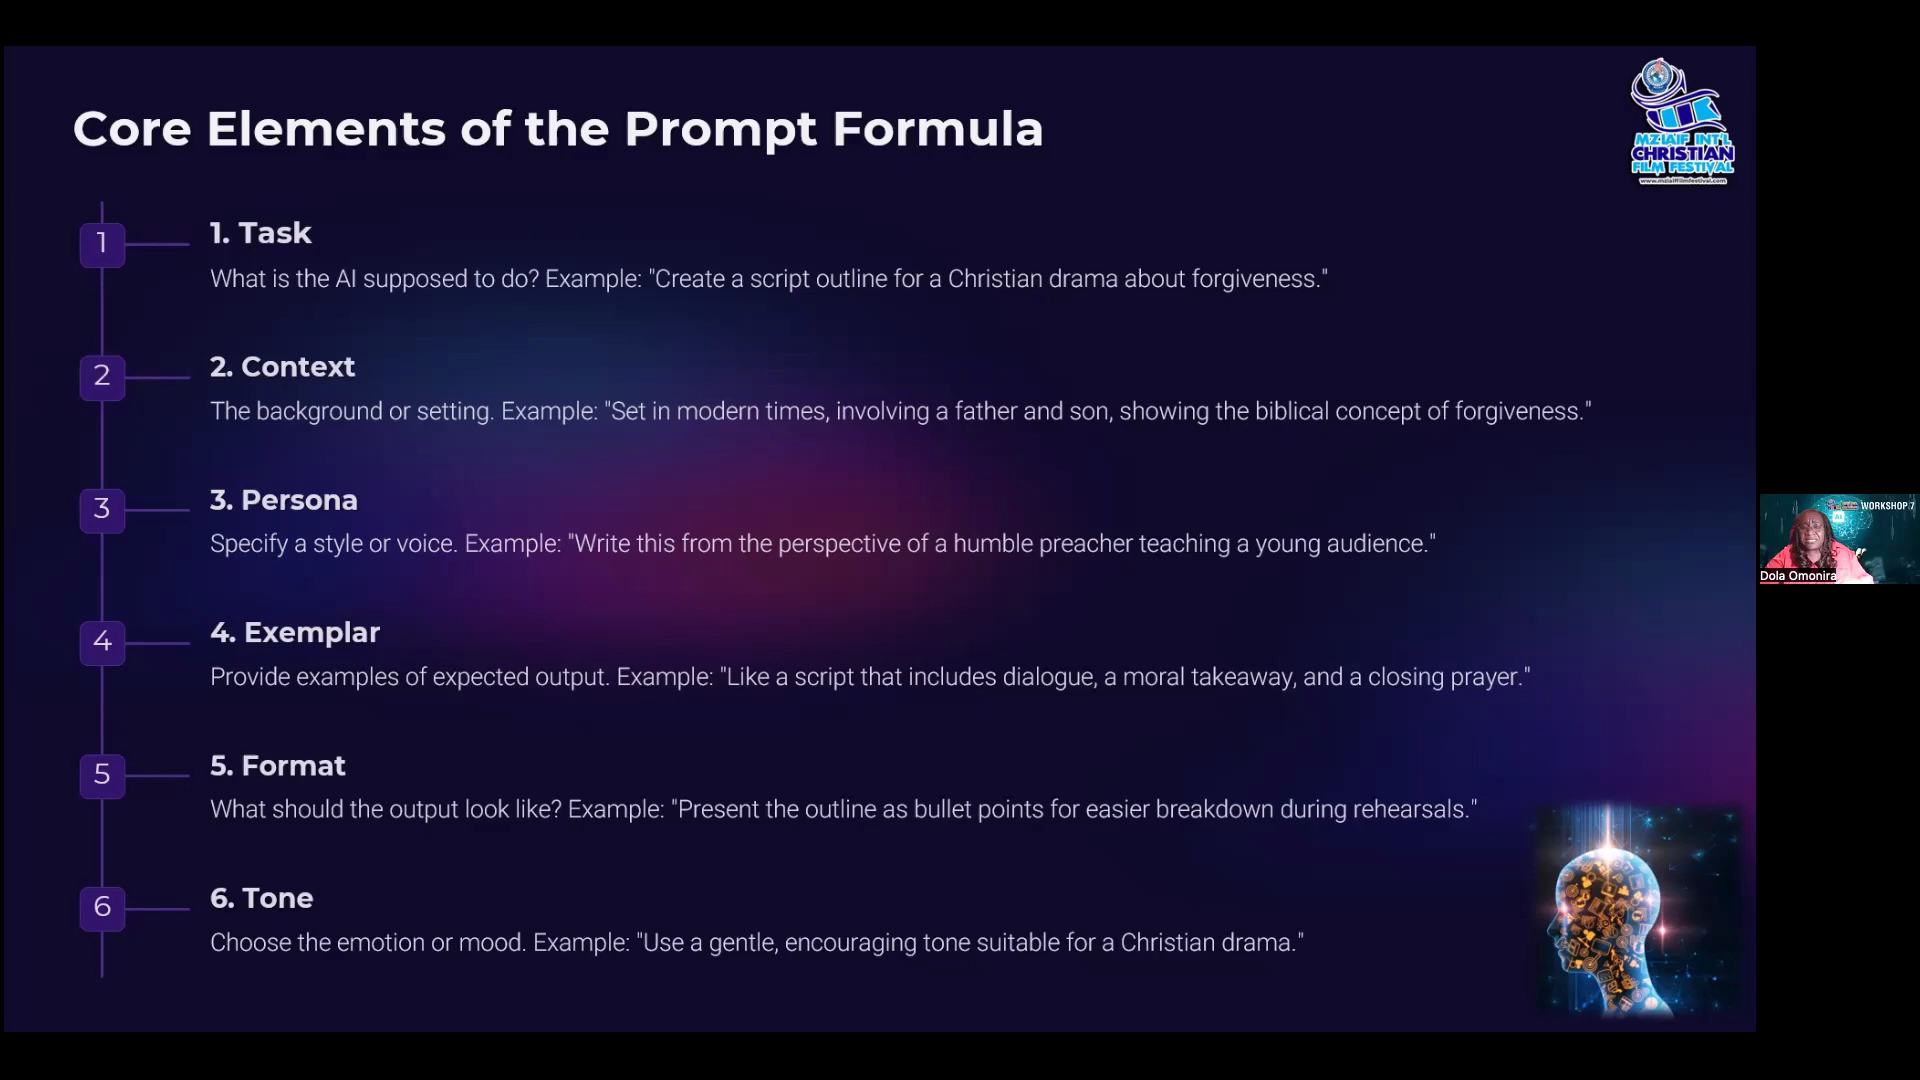 Core Elements of the Prompt Formula
MZIAIF INT'L
CHRISTIAN
FILM FESTIVAL
www.mziaiffilmfestival.com
1
1. Task
What is the AI supposed to do? Example: "Create a script outline for a Christian drama about forgiveness."
2
2. Context
The background or setting. Example: "Set in modern times, involving a father and son, showing the biblical concept of forgiveness."
3
3. Persona
Specify a style or voice. Example: "Write this from the perspective of a humble preacher teaching a young audience."
4
4. Exemplar
Provide examples of expected output. Example: "Like a script that includes dialogue, a moral takeaway, and a closing prayer."
5
5. Format
What should the output look like? Example: "Present the outline as bullet points for easier breakdown during rehearsals."
6
6. Tone
Choose the emotion or mood. Example: "Use a gentle, encouraging tone suitable for a Christian drama."
WORKSHOP 7
AI
Dola Omonira